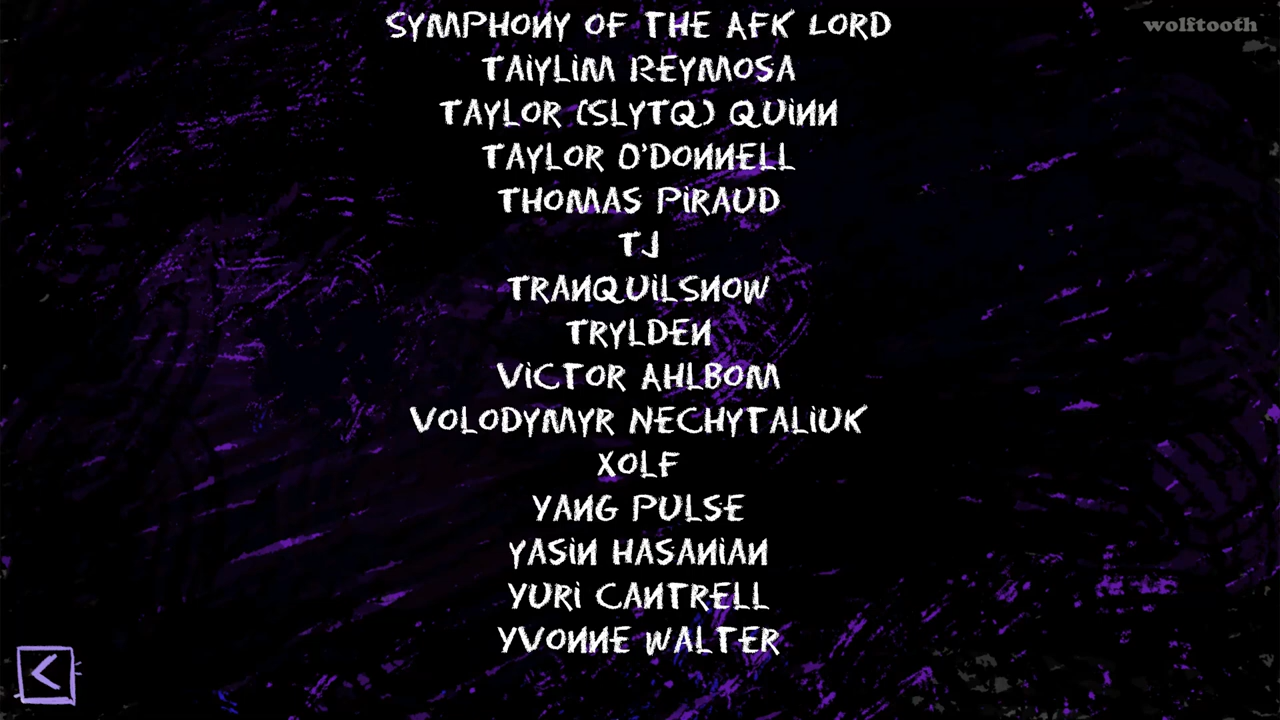 SYMPHONY OF THE AFK LORD
wolftooth
TAiYLiM REYMOSA
TAYLOR (SLYTQ) QUiNN
TAYLOR O'DONNELL
THOMAS PiRAUD
TJ
TRANQUiLSNOW
TRYLDEN
ViCTOR AHLBOM
VOLODYMYR NECHYTALiUK
XOLF
YANG PULSE
YASiN HASANiAN
YURi CANTRELL
YVONNE WALTER